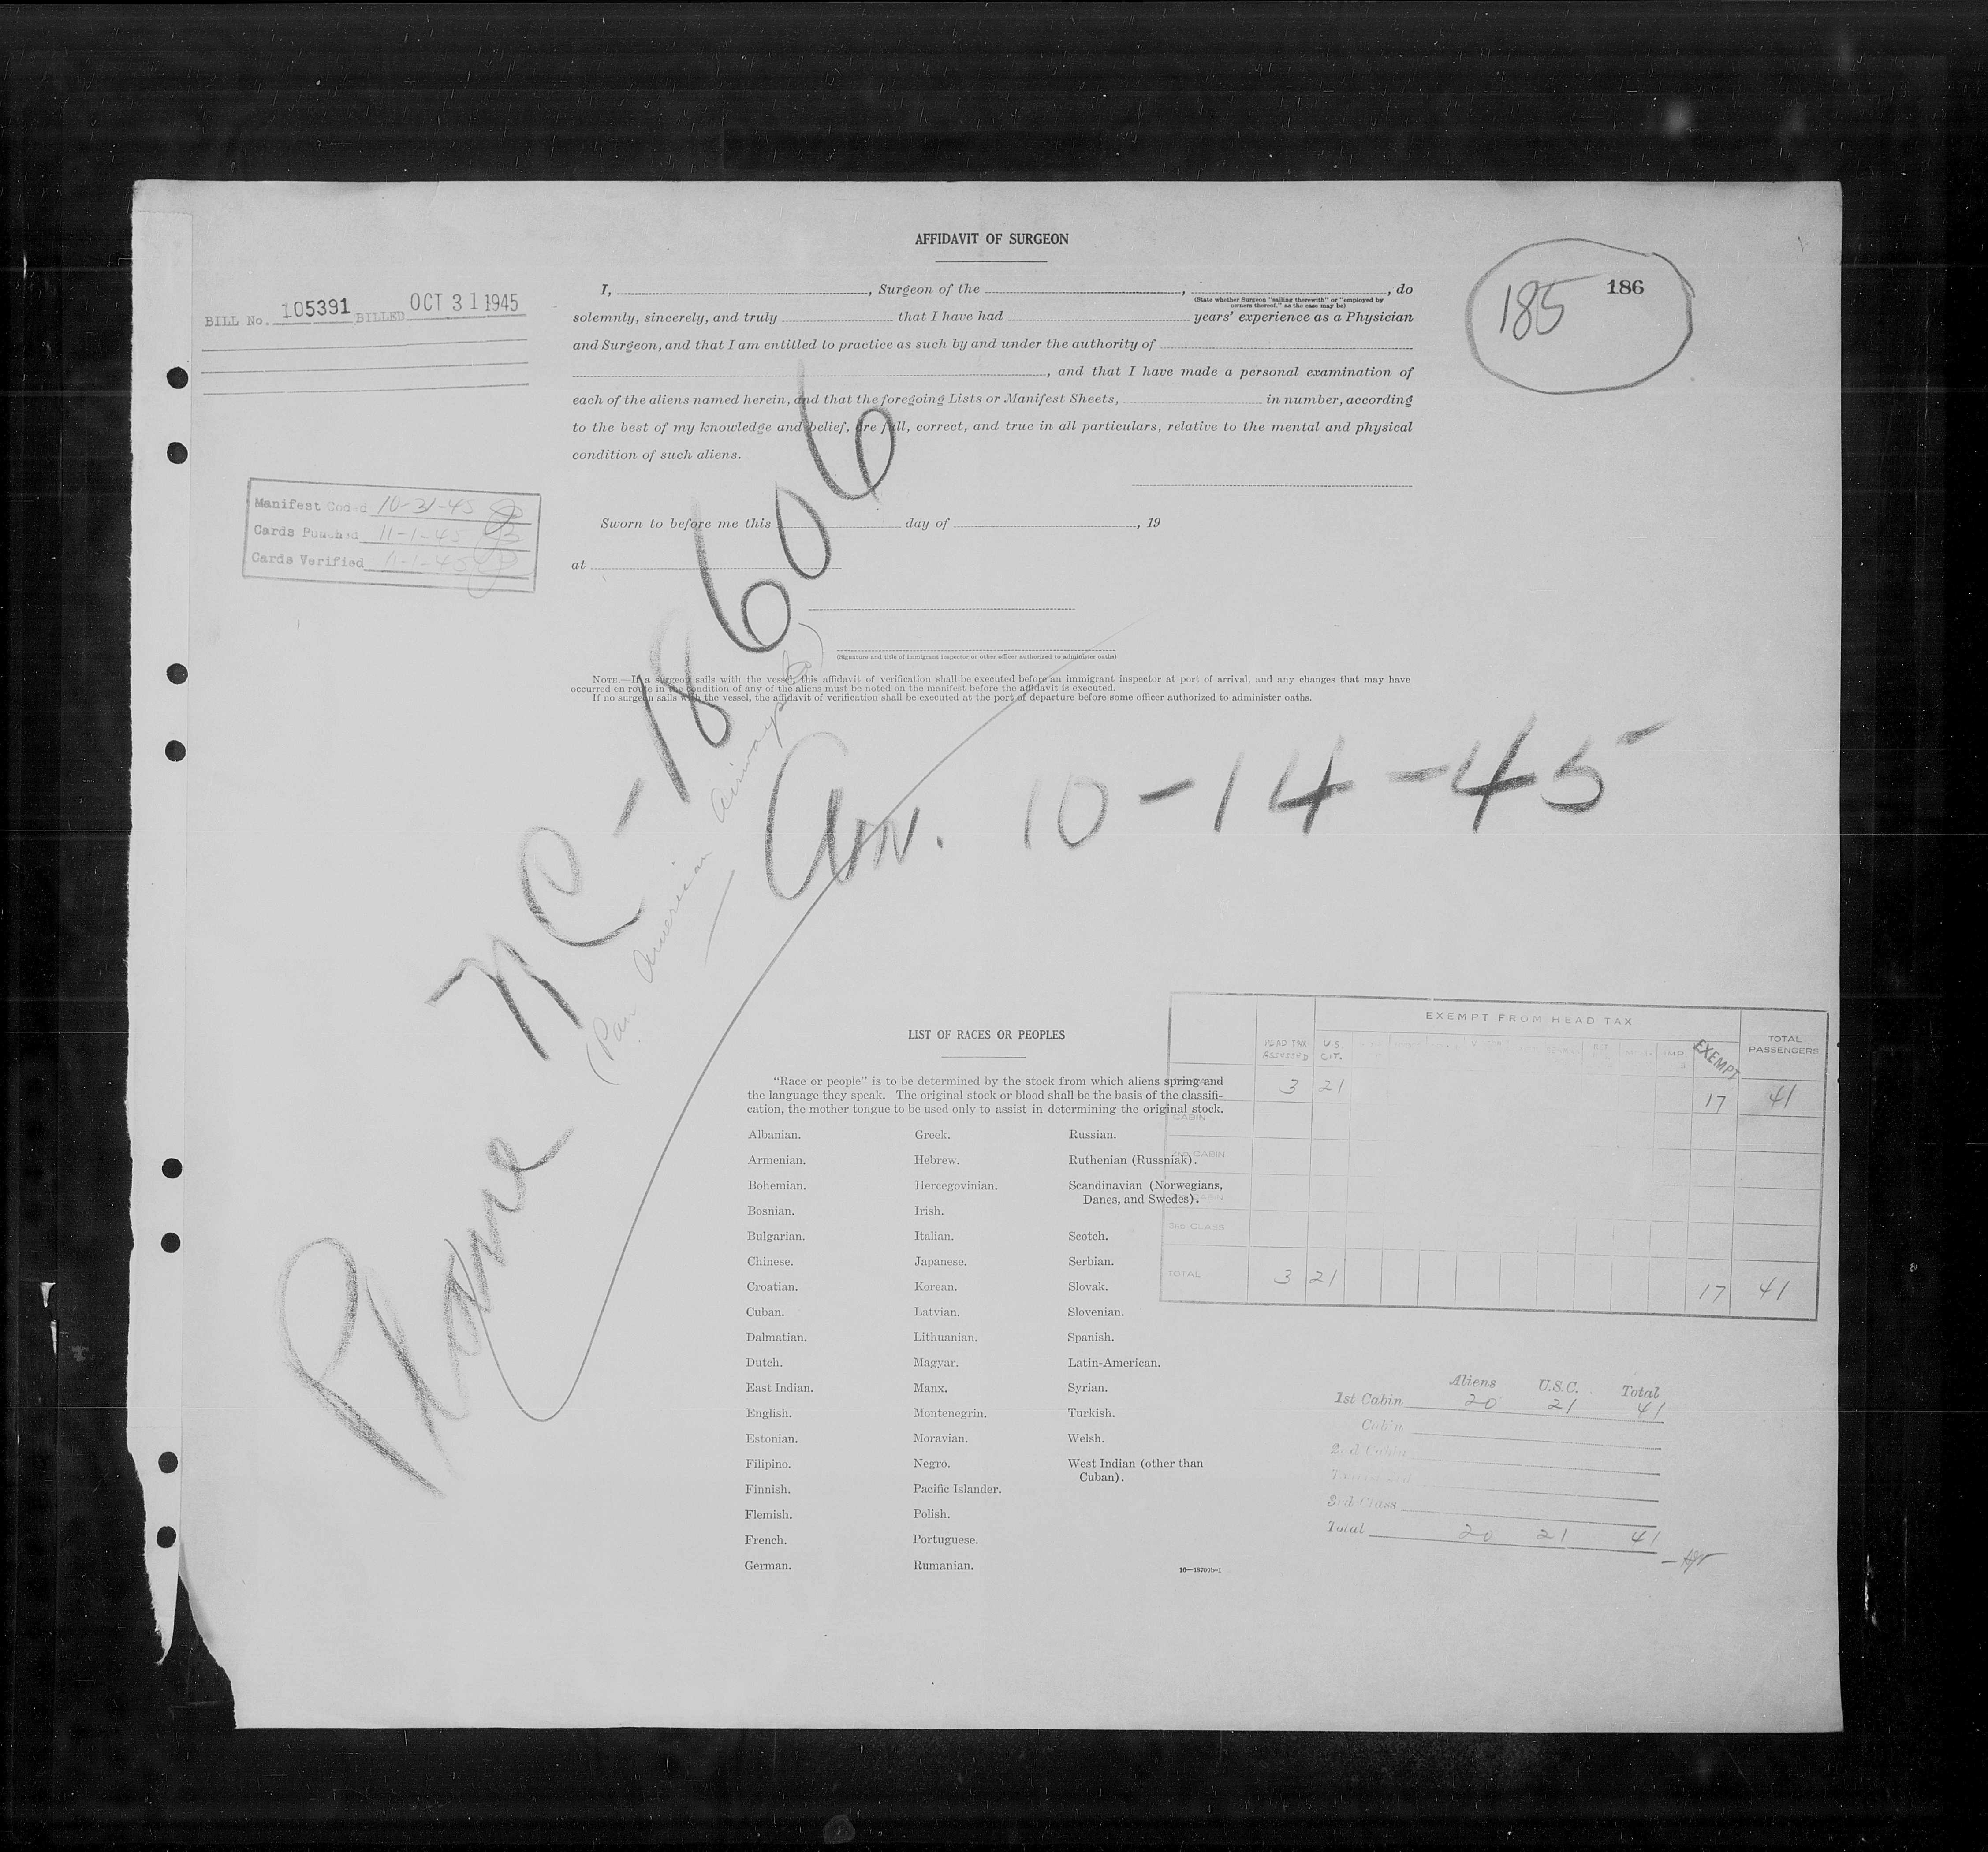 AFFIDAVIT OF SURGEON
186
185
BILL No. 105391 BILLED OCT 31 1945
I, , Surgeon of the , , do
(State whether Surgeon "sailing therewith" or "employed by
owners thereof," as the case may be)
solemnly, sincerely, and truly that I have had years' experience as a Physician
and Surgeon, and that I am entitled to practice as such by and under the authority of
, and that I have made a personal examination of
each of the aliens named herein, and that the foregoing Lists or Manifest Sheets, in number, according
to the best of my knowledge and belief, are full, correct, and true in all particulars, relative to the mental and physical
condition of such aliens.
Manifest Coded 10-31-45
Cards Punched 11-1-45
Cards Verified 11-1-45
Sworn to before me this day of , 19
at
(Signature and title of immigrant inspector or other officer authorized to administer oaths)
NOTE.—If a surgeon sails with the vessel, this affidavit of verification shall be executed before an immigrant inspector at port of arrival, and any changes that may have
occurred en route in the condition of any of the aliens must be noted on the manifest before the affidavit is executed.
If no surgeon sails with the vessel, the affidavit of verification shall be executed at the port of departure before some officer authorized to administer oaths.
Plane NC-18606
(Pan American Airways)
Arr. 10-14-45
LIST OF RACES OR PEOPLES
"Race or people" is to be determined by the stock from which aliens spring and
the language they speak. The original stock or blood shall be the basis of the classifi-
cation, the mother tongue to be used only to assist in determining the original stock.
Albanian. Greek. Russian.
Armenian. Hebrew. Ruthenian (Russniak).
Bohemian. Hercegovinian. Scandinavian (Norwegians,
Danes, and Swedes).
Bosnian. Irish.
Bulgarian. Italian. Scotch.
Chinese. Japanese. Serbian.
Croatian. Korean. Slovak.
Cuban. Latvian. Slovenian.
Dalmatian. Lithuanian. Spanish.
Dutch. Magyar. Latin-American.
East Indian. Manx. Syrian.
English. Montenegrin. Turkish.
Estonian. Moravian. Welsh.
Filipino. Negro. West Indian (other than
Cuban).
Finnish. Pacific Islander.
Flemish. Polish.
French. Portuguese.
German. Rumanian.
16—18706b-1
EXEMPT FROM HEAD TAX
HEAD TAX ASSESSED U.S. CIT. EXEMPT TOTAL PASSENGERS
3 21 17 41
CABIN
2ND CABIN
3RD CLASS
TOTAL 3 21 17 41
Aliens U.S.C. Total
1st Cabin 20 21 41
Cabin
2nd Cabin
3rd Class
Total 20 21 41